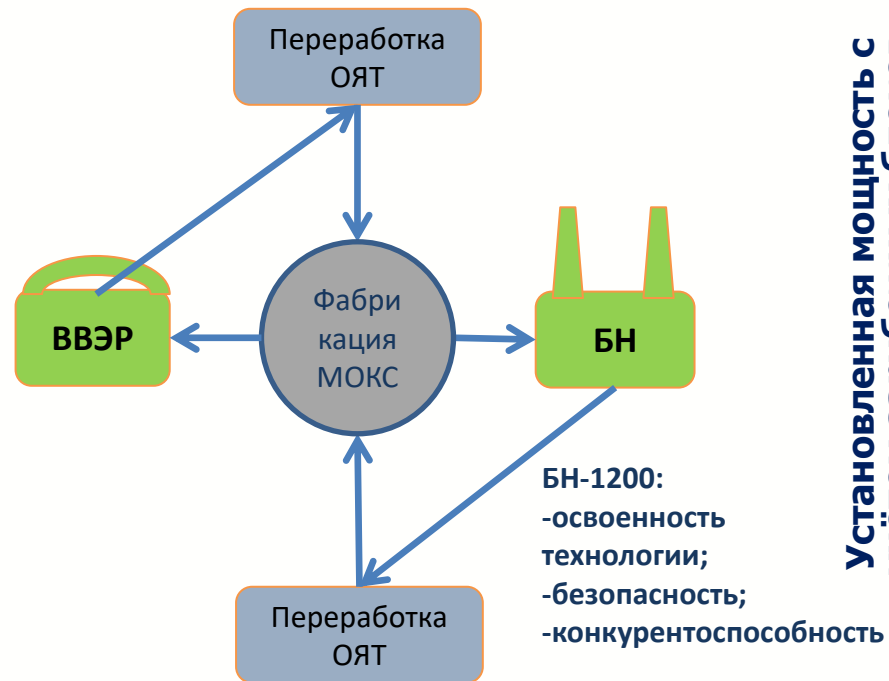 Переработка
ОЯТ
Фабри
кация
МОКС
ВВЭР
БН
БН-1200:
-освоенность
технологии;
-безопасность;
-конкурентоспособность
Переработка
ОЯТ
Установленная мощность с